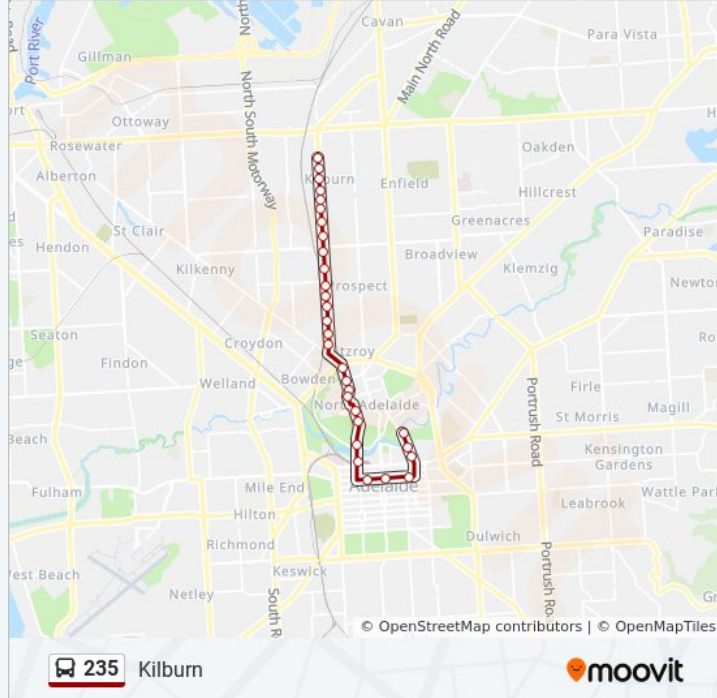 Cavan
Para Vista
Port River
North
Gillman
Main North Road
North South Motorway
Ottoway
Rosewater
Oakden
Alberton
Kilburn
Enfield
Hillcrest
St Clair
Greenacres
Paradise
Hendon
Kilkenny
Broadview
Klemzig
Prospect
Newton
Seaton
Croydon
Fitzroy
Findon
Welland
Bowden
Firle
North Adelaide
St Morris
Magill
Portrush Road
Beach
Kensington
Gardens
Fulham
Mile End
Adelaide
Wattle Park
Leabrook
Hilton
Richmond
Dulwich
West Beach
Keswick
Netley
South R
Portrush Roa
© OpenStreetMap contributors | © OpenMapTiles
235 Kilburn
moovit